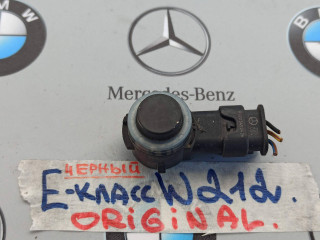 Mercedes-Benz
ЧЕРНЫЙ
Е-КЛАСС W212.
ORIGINAL.